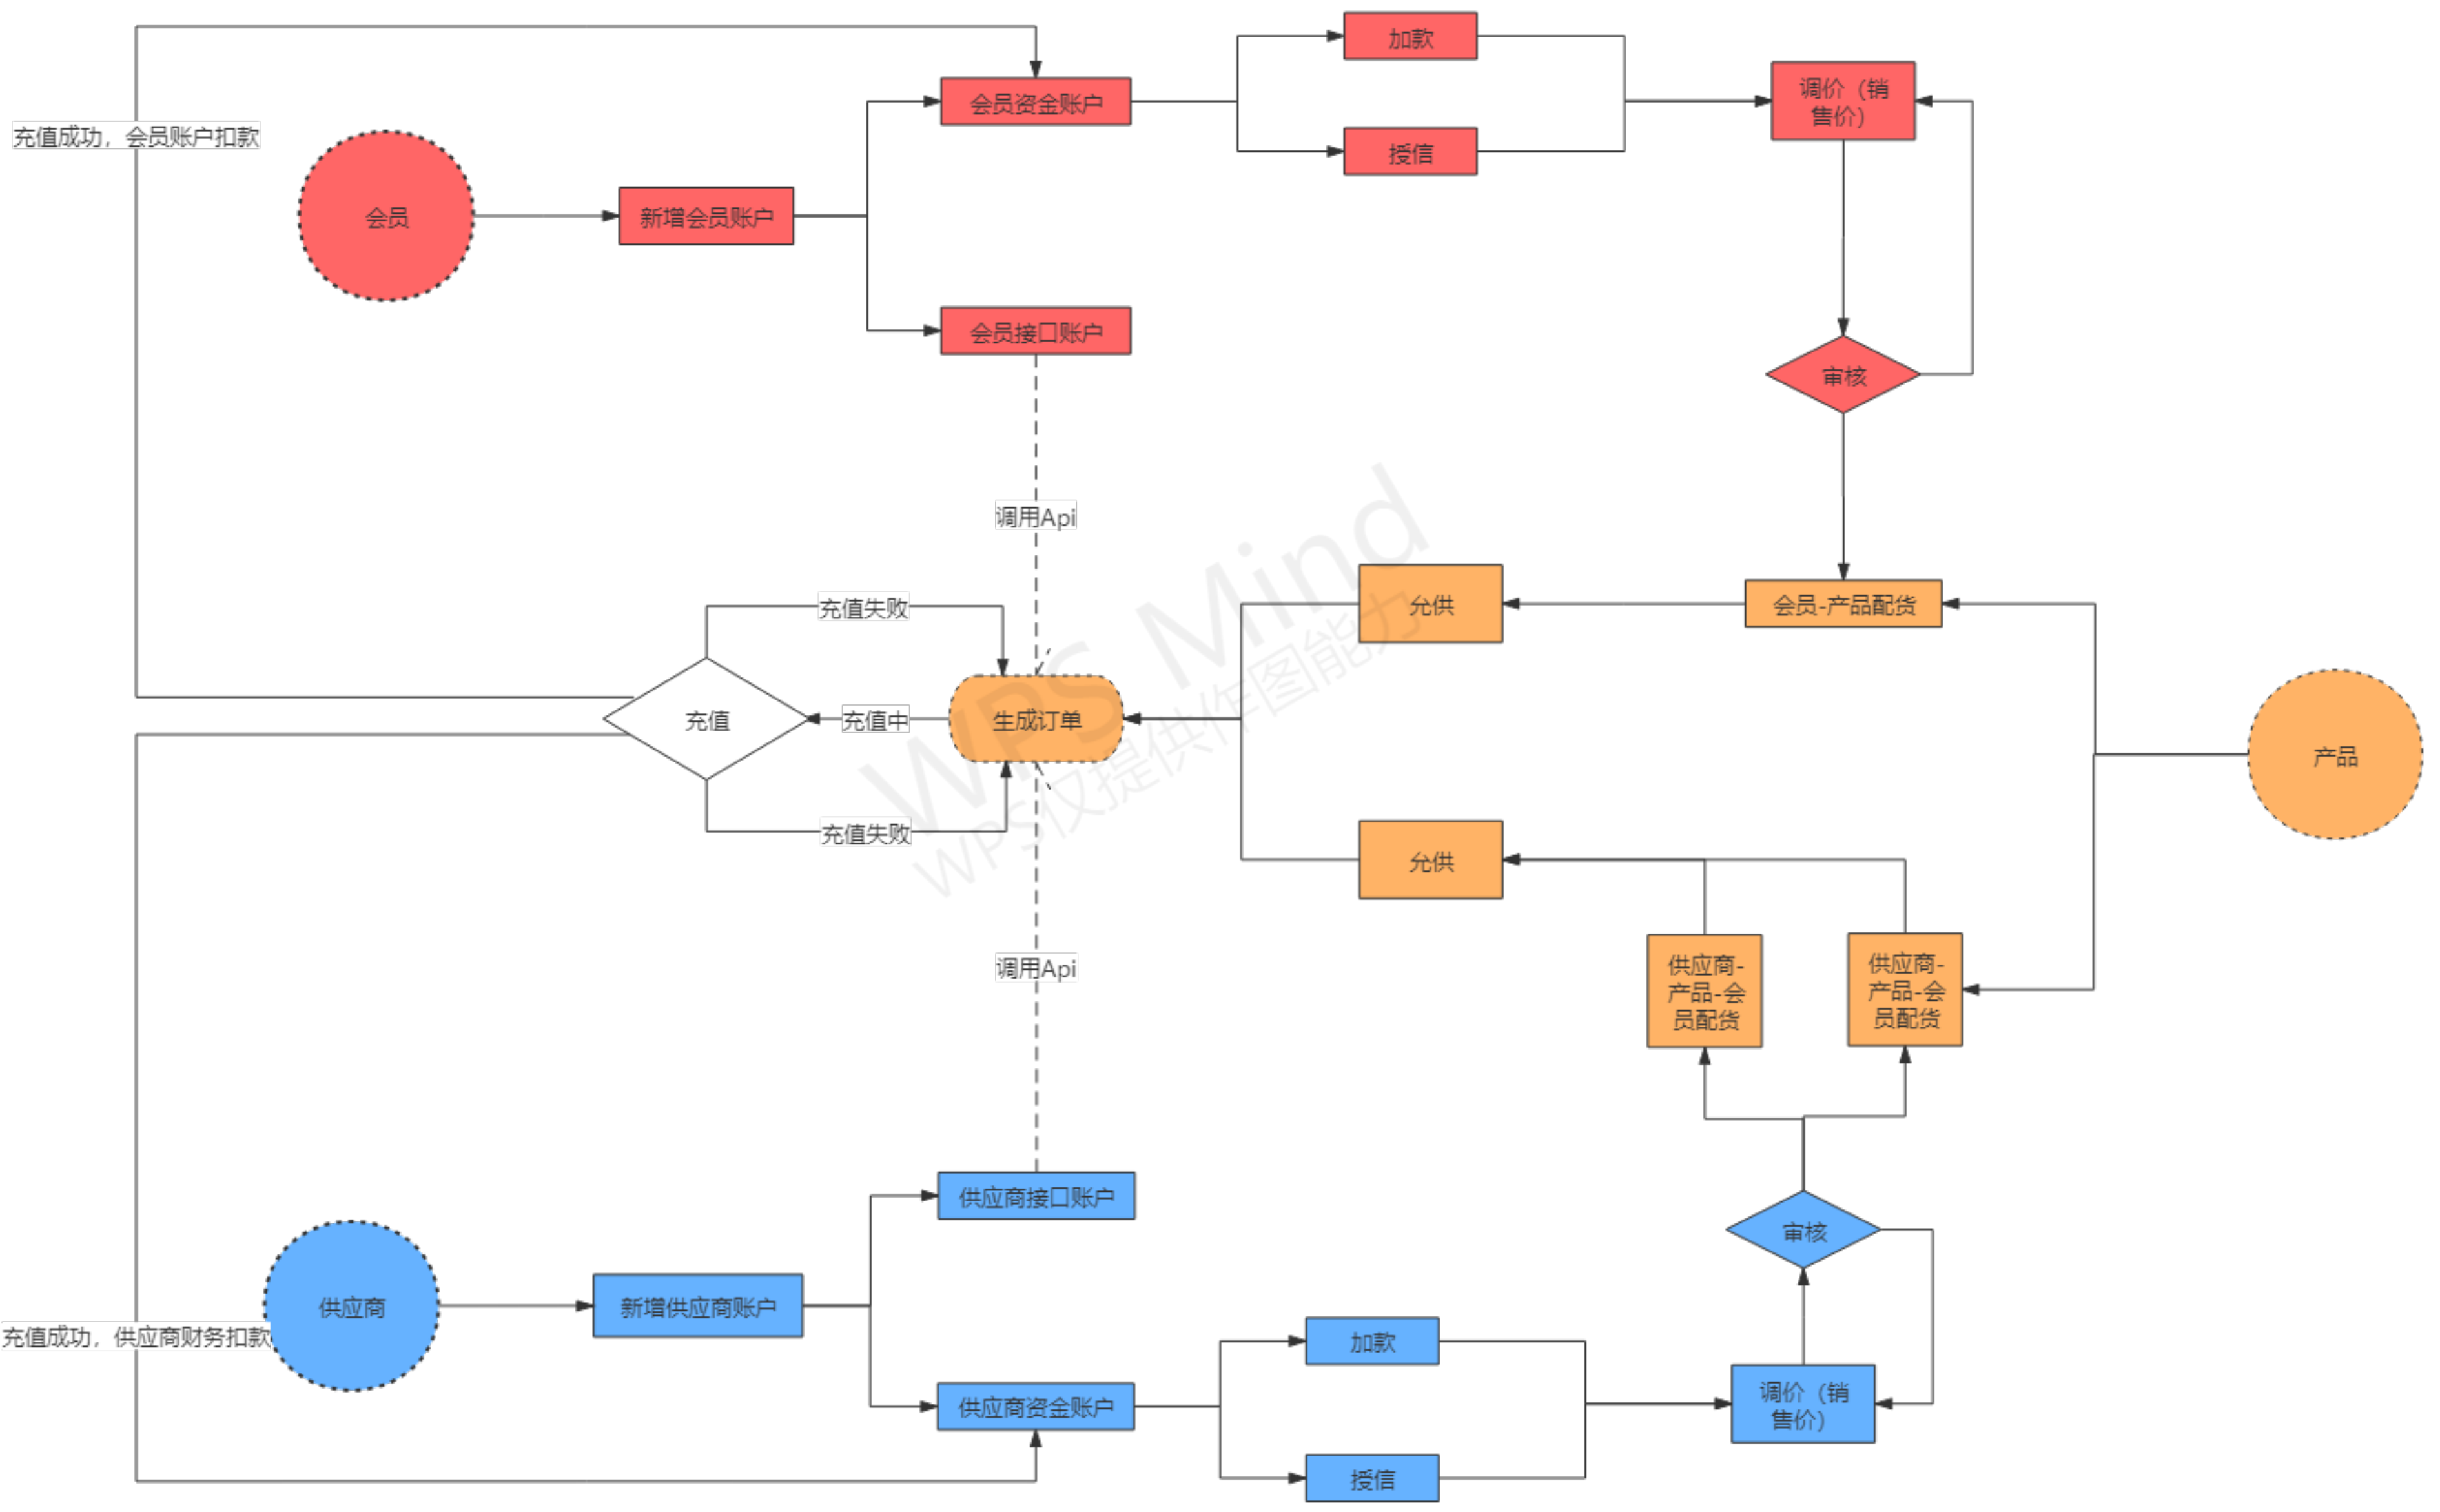 加款
会员资金账户
调价（销
售价）
充值成功，会员账户扣款
授信
会员
新增会员账户
会员接口账户
审核
调用Api
充值失败
允供
会员-产品配货
充值
充值中
生成订单
产品
充值失败
允供
WPS Mind
WPS仅提供作图能力
调用Api
供应商-
产品-会
员配货
供应商-
产品-会
员配货
供应商接口账户
审核
供应商
新增供应商账户
充值成功，供应商财务扣款
加款
供应商资金账户
调价（销
售价）
授信